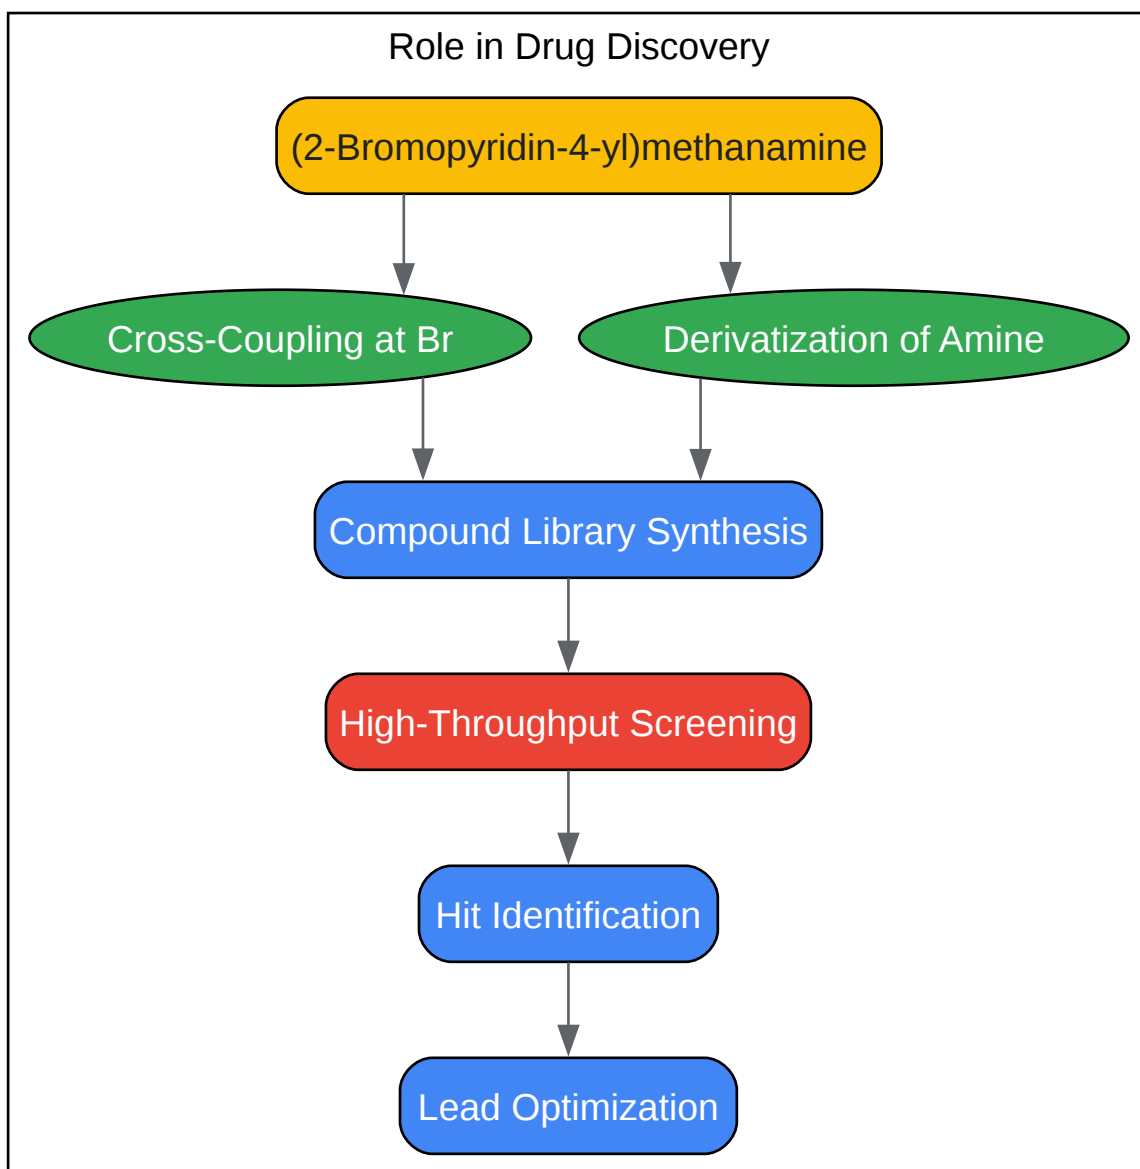 Role in Drug Discovery
(2-Bromopyridin-4-yl)methanamine
Cross-Coupling at Br
Derivatization of Amine
Compound Library Synthesis
High-Throughput Screening
Hit Identification
Lead Optimization